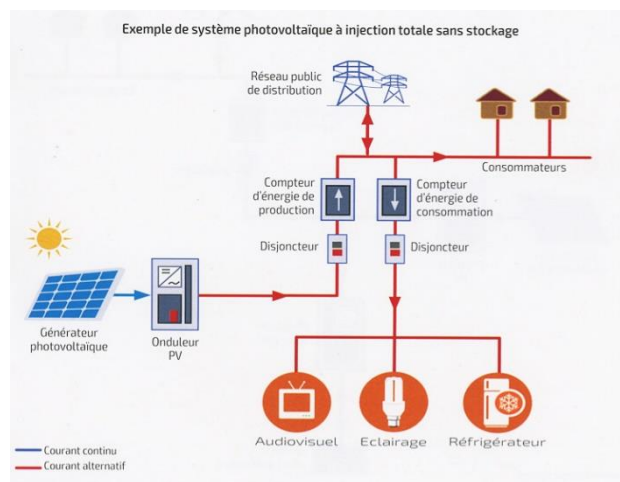 Exemple de système photovoltaïque à injection totale sans stockage
Réseau public
de distribution
Consommateurs
Compteur
d'énergie de
production
Compteur
d'énergie de
consommation
Disjoncteur
Disjoncteur
Générateur
photovoltaïque
Onduleur
PV
Audiovisuel
Eclairage
Réfrigérateur
Courant continu
Courant alternatif